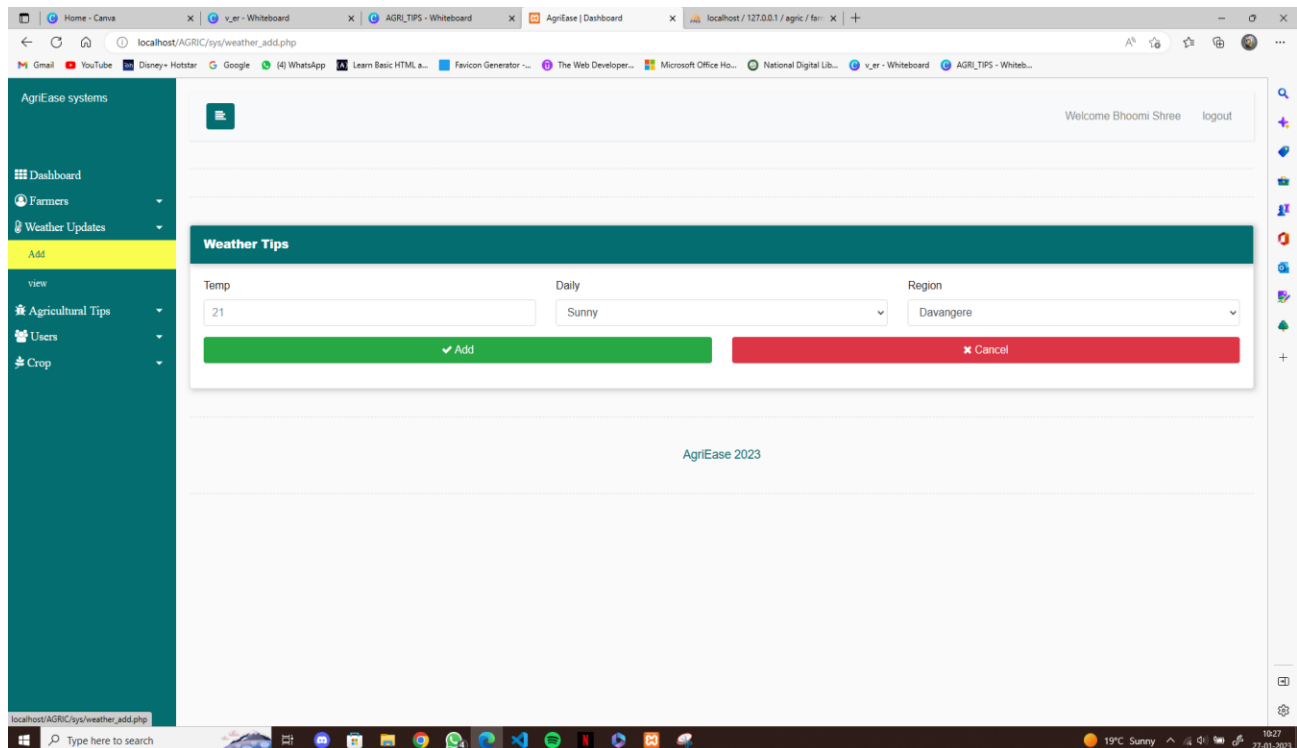 Home - Canva
v_er - Whiteboard
AGRI_TIPS - Whiteboard
AgriEase | Dashboard
localhost / 127.0.0.1 / agric / farm
localhost/AGRIC/sys/weather_add.php
Gmail YouTube Disney+ Hotstar Google (4) WhatsApp Learn Basic HTML a... Favicon Generator -... The Web Developer... Microsoft Office Ho... National Digital Lib... v_er - Whiteboard AGRI_TIPS - Whiteb...
AgriEase systems
Welcome Bhoomi Shree logout
Dashboard
Farmers
Weather Updates
Add
view
Agricultural Tips
Users
Crop
Weather Tips
Temp Daily Region
21 Sunny Davangere
Add Cancel
AgriEase 2023
localhost/AGRIC/sys/weather_add.php
Type here to search
19°C Sunny
10:27
27-01-2023